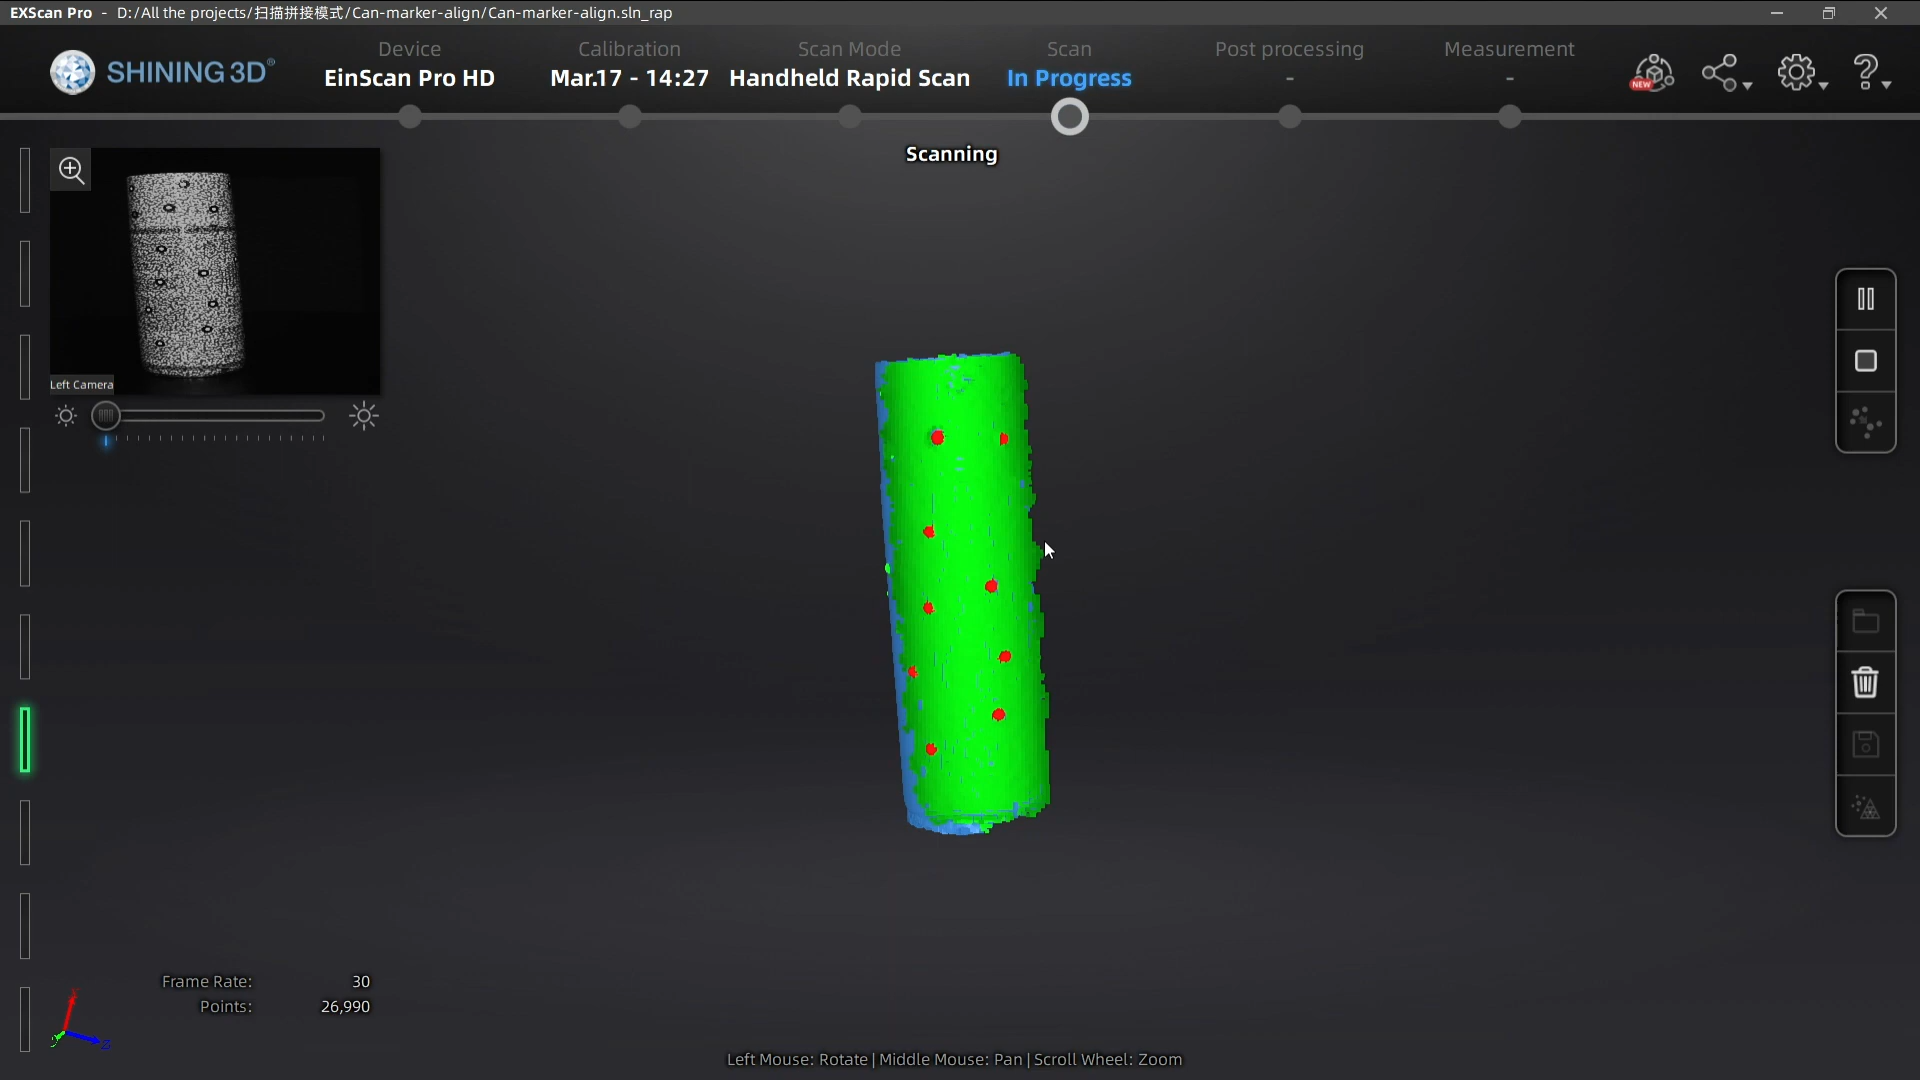 EXScan Pro - D:/All the projects/扫描拼接模式/Can-marker-align/Can-marker-align.sln_rap
SHINING 3D®
Device
EinScan Pro HD
Calibration
Mar.17 - 14:27
Scan Mode
Handheld Rapid Scan
Scan
In Progress
Post processing
-
Measurement
-
NEW
Scanning
Left Camera
Frame Rate: 30
Points: 26,990
X
Y
Z
Left Mouse: Rotate | Middle Mouse: Pan | Scroll Wheel: Zoom